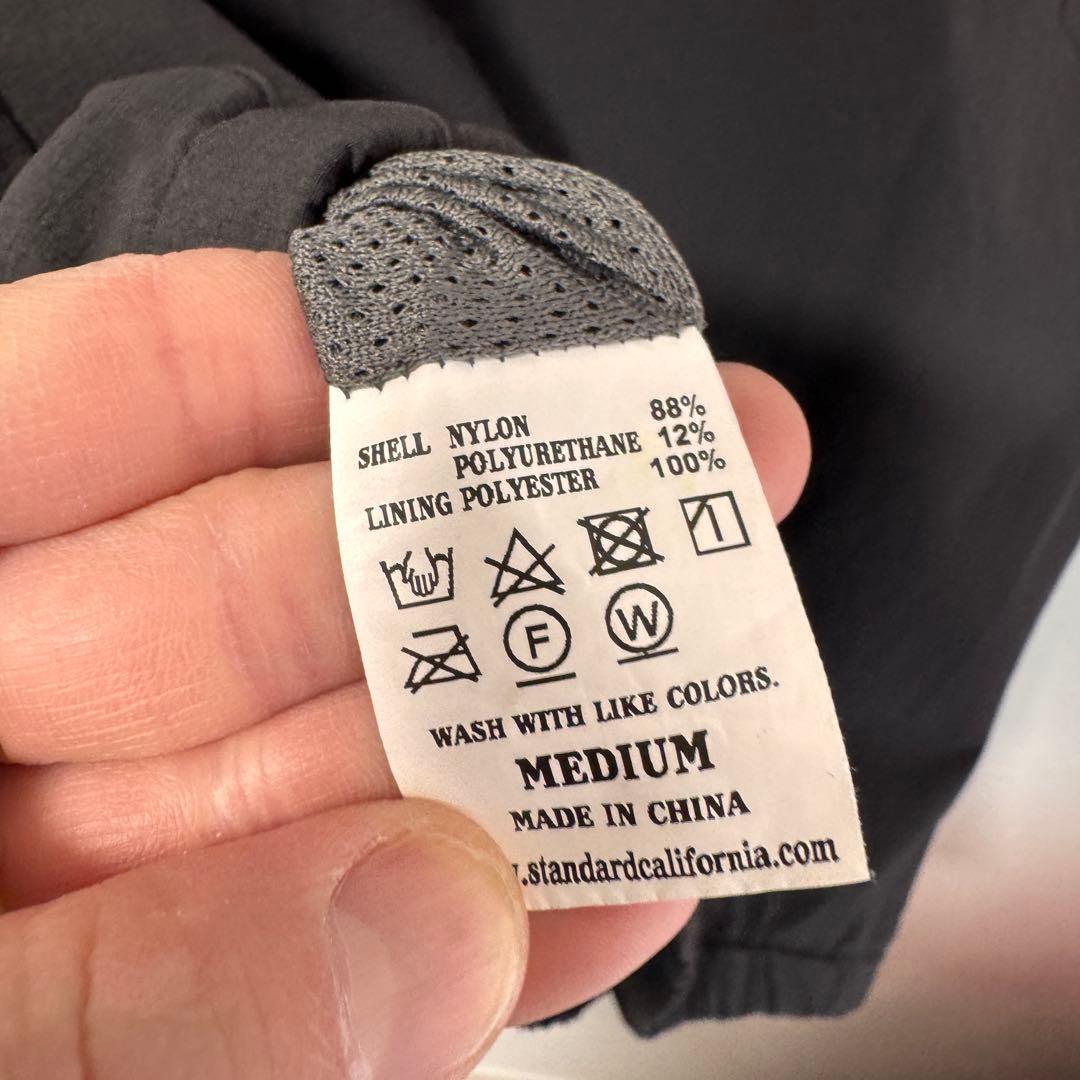 SHELL NYLON 88%
POLYURETHANE 12%
LINING POLYESTER 100%
F W
WASH WITH LIKE COLORS.
MEDIUM
MADE IN CHINA
.standardcalifornia.com